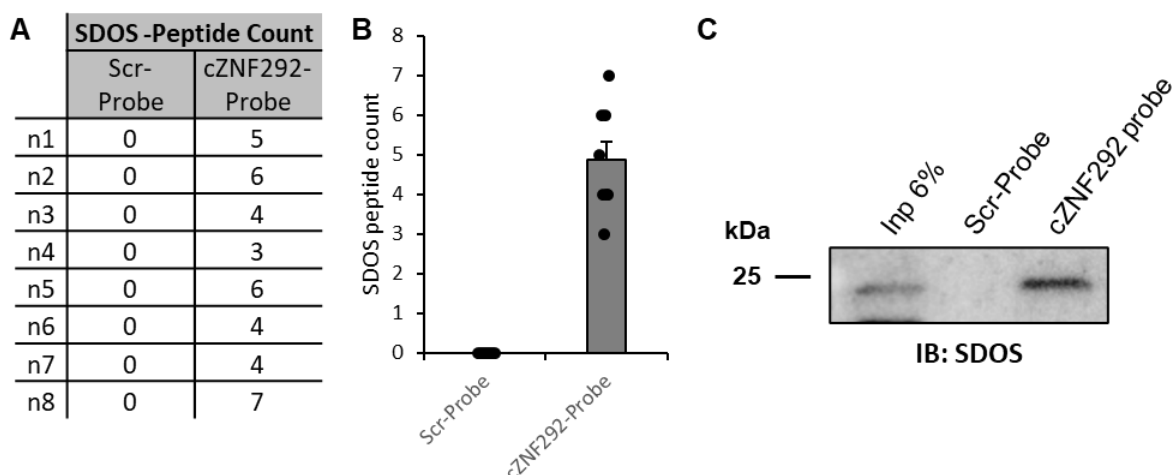 A
SDOS -Peptide Count
Scr-
Probe
cZNF292-
Probe
n1 0 5
n2 0 6
n3 0 4
n4 0 3
n5 0 6
n6 0 4
n7 0 4
n8 0 7
B
SDOS peptide count
8
7
6
5
4
3
2
1
0
Scr-Probe
cZNF292-Probe
C
Inp 6%
Scr-Probe
cZNF292 probe
kDa
25
IB: SDOS